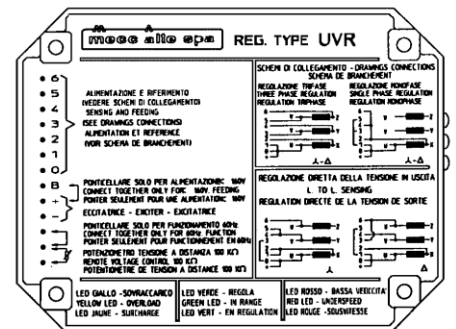 mecc alte spa
REG. TYPE UVR
6
5
4
3
2
1
0
B
+
-
ALIMENTAZIONE E RIFERIMENTO
(VEDERE SCHEMI DI COLLEGAMENTO)
SENSING AND FEEDING
(SEE DRAWINGS CONNECTIONS)
ALIMENTATION ET REFERENCE
(VOIR SCHEMA DE BRANCHEMENT)
PONTICELLARE SOLO PER ALIMENTAZIONE: 160V
CONNECT TOGETHER ONLY FOR: 160V. FEEDING
PONTER SEULEMENT POUR UNE ALIMENTATION: 160V
ECCITATRICE - EXCITER - EXCITATRICE
PONTICELLARE SOLO PER FUNZIONAMENTO 60Hz
CONNECT TOGETHER ONLY FOR 60Hz FUNCTION
PONTER SEULEMENT POUR FUNCTIONNEMENT EN 60Hz
POTENZIOMETRO TENSIONE A DISTANZA 100 KΩ
REMOTE VOLTAGE CONTROL 100 KΩ
POTENTIOMETRE DE TENSION A DISTANCE 100 KΩ
SCHEMI DI COLLEGAMENTO - DRAWINGS CONNECTIONS
SCHEMA DE BRANCHEMENT
REGOLAZIONE TRIFASE
THREE PHASE REGULATION
REGULATION TRIPHASE
REGOLAZIONE MONOFASE
SINGLE PHASE REGULATION
REGULATION MONOPHASE
REGOLAZIONE DIRETTA DELLA TENSIONE IN USCITA
L. TO L. SENSING
REGULATION DIRECTE DE LA TENSION DE SORTIE
LED GIALLO - SOVRACCARICO
YELLOW LED - OVERLOAD
LED JAUNE - SURCHARGE
LED VERDE - REGOLA
GREEN LED - IN RANGE
LED VERT - EN REGULATION
LED ROSSO - BASSA VELOCITA'
RED LED - UNDERSPEED
LED ROUGE - SOUSVITESSE